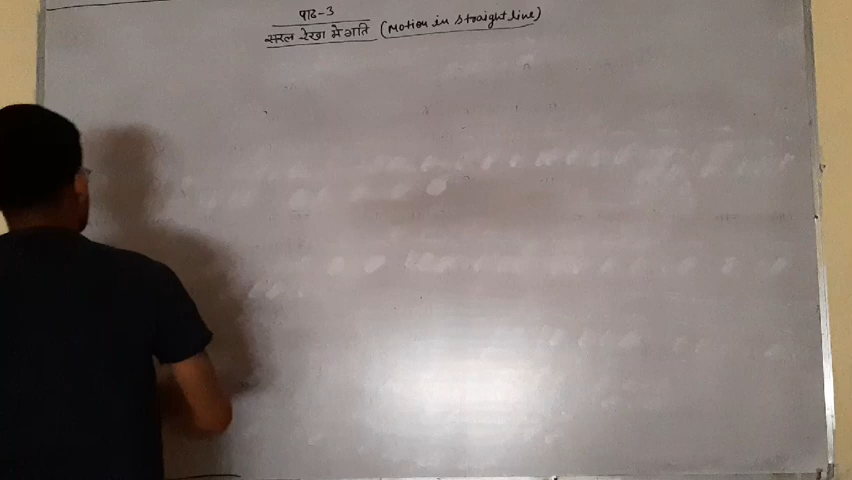 पाठ-3
सरल रेखा मे गति (Motion in straight line)